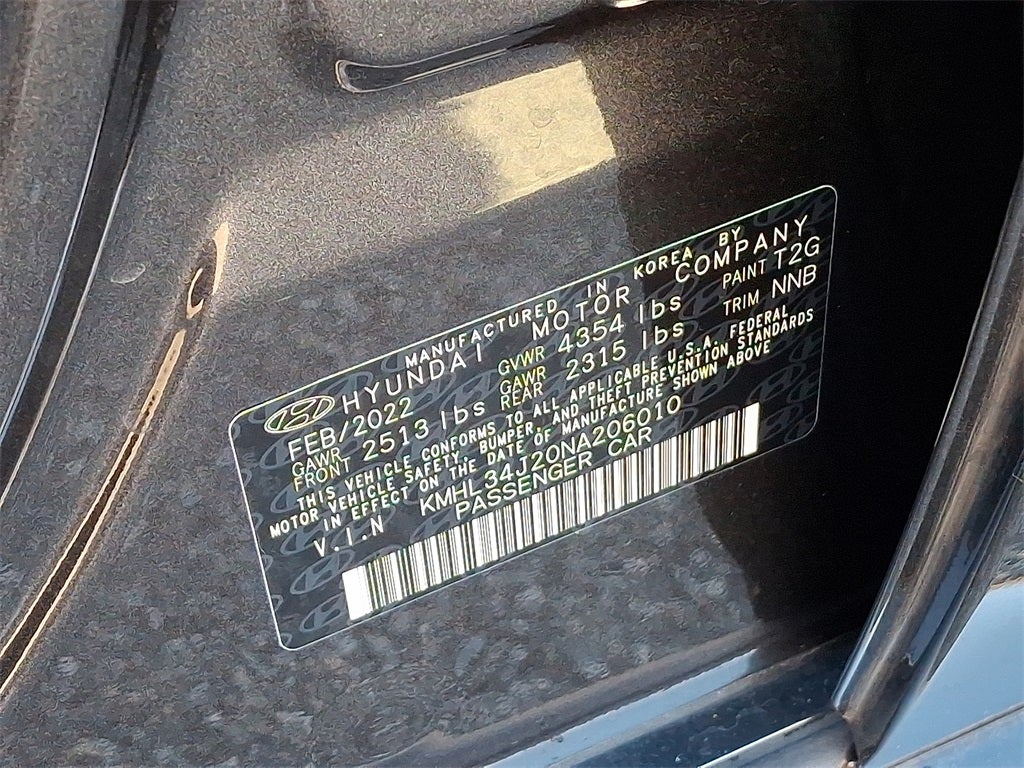 MANUFACTURED IN KOREA BY
HYUNDAI MOTOR COMPANY
FEB/2022 GVWR 4354 lbs PAINT T2G
GAWR FRONT 2513 lbs GAWR REAR 2315 lbs TRIM NNB
THIS VEHICLE CONFORMS TO ALL APPLICABLE U.S.A. FEDERAL
MOTOR VEHICLE SAFETY, BUMPER, AND THEFT PREVENTION STANDARDS
IN EFFECT ON THE DATE OF MANUFACTURE SHOWN ABOVE
V.I.N KMHL34J20NA206010
PASSENGER CAR